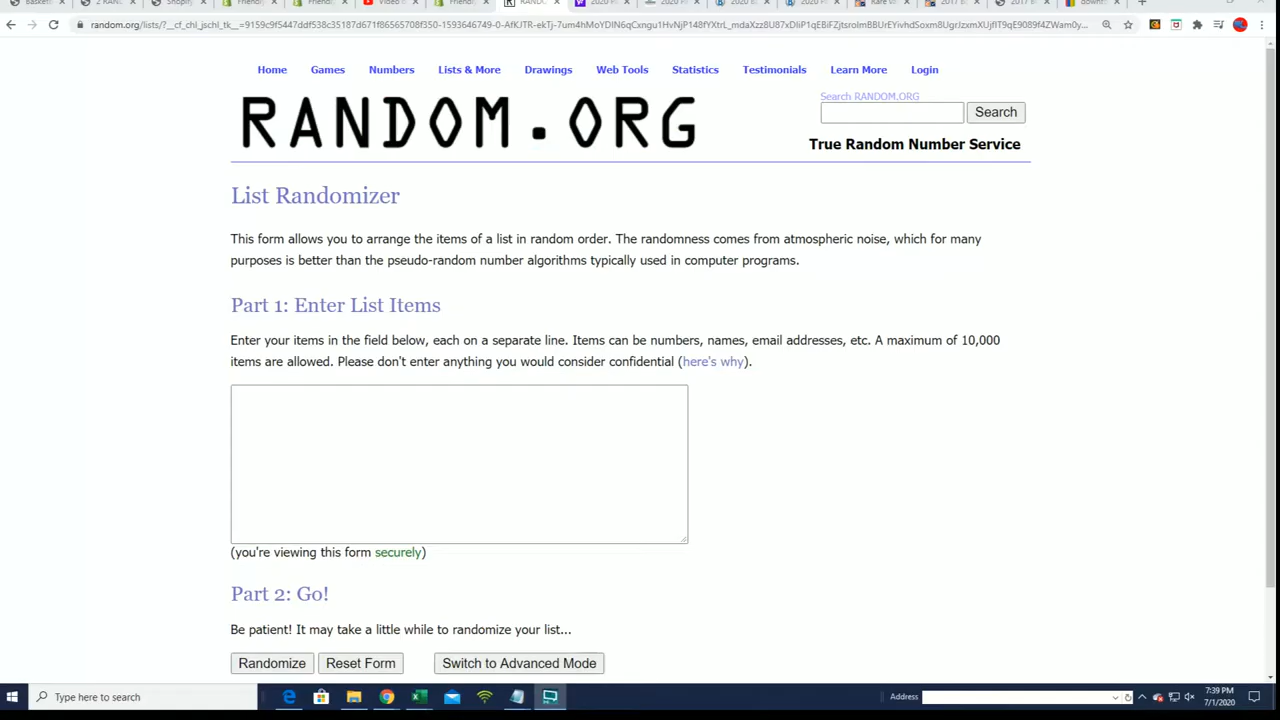 random.org/lists/?__cf_chl_jschl_tk__=
Home Games Numbers Lists & More Drawings Web Tools Statistics Testimonials Learn More Login
RANDOM.ORG
Search RANDOM.ORG
Search
True Random Number Service
List Randomizer
This form allows you to arrange the items of a list in random order. The randomness comes from atmospheric noise, which for many
purposes is better than the pseudo-random number algorithms typically used in computer programs.
Part 1: Enter List Items
Enter your items in the field below, each on a separate line. Items can be numbers, names, email addresses, etc. A maximum of 10,000
items are allowed. Please don't enter anything you would consider confidential (here's why).
(you're viewing this form securely)
Part 2: Go!
Be patient! It may take a little while to randomize your list...
Randomize Reset Form Switch to Advanced Mode
Type here to search
Address
7:39 PM
7/1/2020